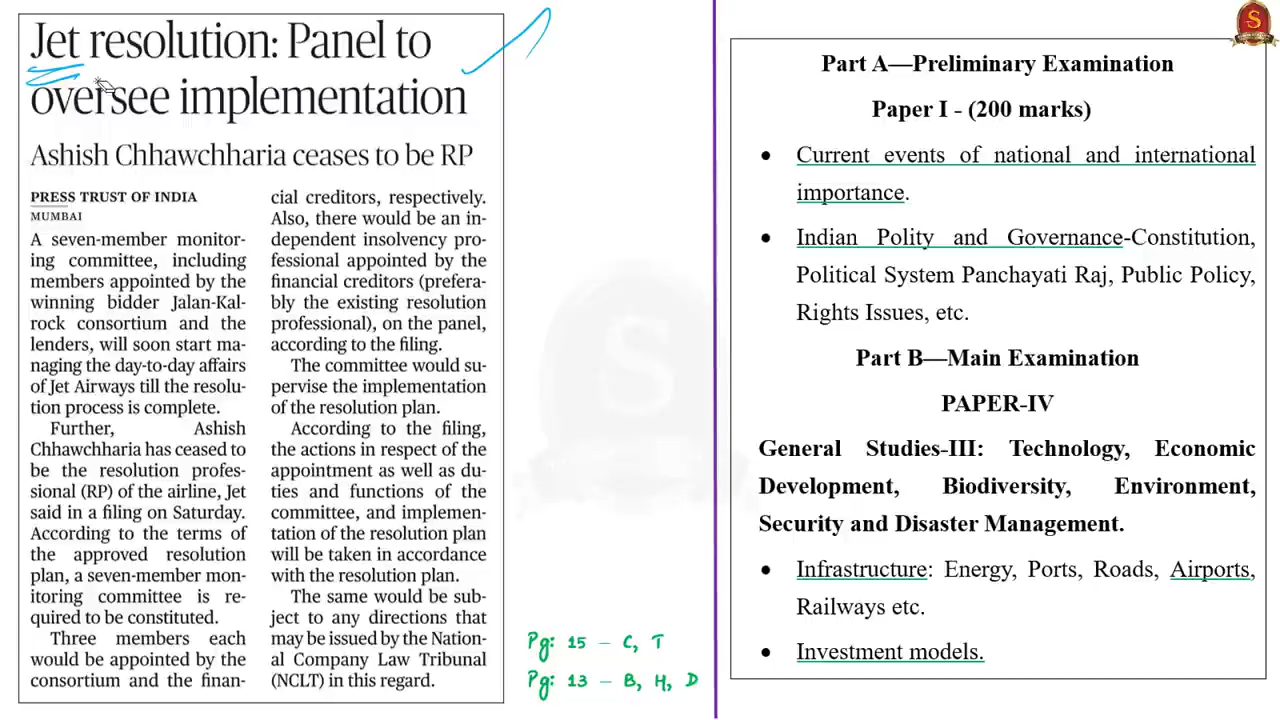 Jet resolution: Panel to
oversee implementation
Ashish Chhawchharia ceases to be RP
PRESS TRUST OF INDIA
MUMBAI
A seven-member monitor-
ing committee, including
members appointed by the
winning bidder Jalan-Kal-
rock consortium and the
lenders, will soon start ma-
naging the day-to-day affairs
of Jet Airways till the resolu-
tion process is complete.
Further, Ashish
Chhawchharia has ceased to
be the resolution profes-
sional (RP) of the airline, Jet
said in a filing on Saturday.
According to the terms of
the approved resolution
plan, a seven-member mon-
itoring committee is re-
quired to be constituted.
Three members each
would be appointed by the
consortium and the finan-
cial creditors, respectively.
Also, there would be an in-
dependent insolvency pro-
fessional appointed by the
financial creditors (prefera-
bly the existing resolution
professional), on the panel,
according to the filing.
The committee would su-
pervise the implementation
of the resolution plan.
According to the filing,
the actions in respect of the
appointment as well as du-
ties and functions of the
committee, and implemen-
tation of the resolution plan
will be taken in accordance
with the resolution plan.
The same would be sub-
ject to any directions that
may be issued by the Nation-
al Company Law Tribunal
(NCLT) in this regard.
Pg: 15 – C, T
Pg: 13 – B, H, D
S
Part A—Preliminary Examination
Paper I - (200 marks)
• Current events of national and international
importance.
• Indian Polity and Governance-Constitution,
Political System Panchayati Raj, Public Policy,
Rights Issues, etc.
Part B—Main Examination
PAPER-IV
General Studies-III: Technology, Economic
Development, Biodiversity, Environment,
Security and Disaster Management.
• Infrastructure: Energy, Ports, Roads, Airports,
Railways etc.
• Investment models.
S